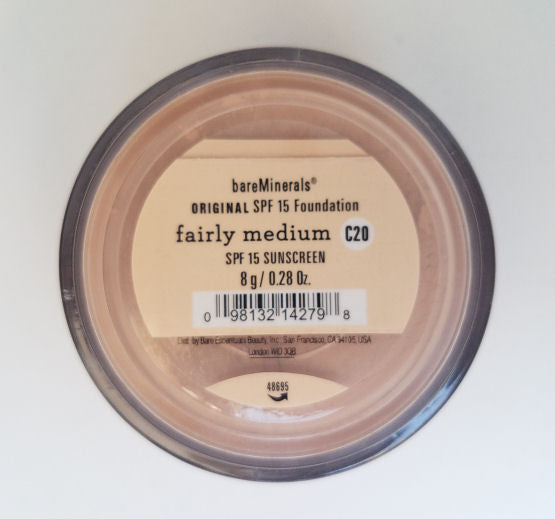 bareMinerals®
ORIGINAL SPF 15 Foundation
fairly medium C20
SPF 15 SUNSCREEN
8 g / 0.28 Oz.
0 98132 14279 8
Dist. by Bare Escentuals Beauty, Inc. San Francisco, CA 94105, USA
London W1D 3QB
48695